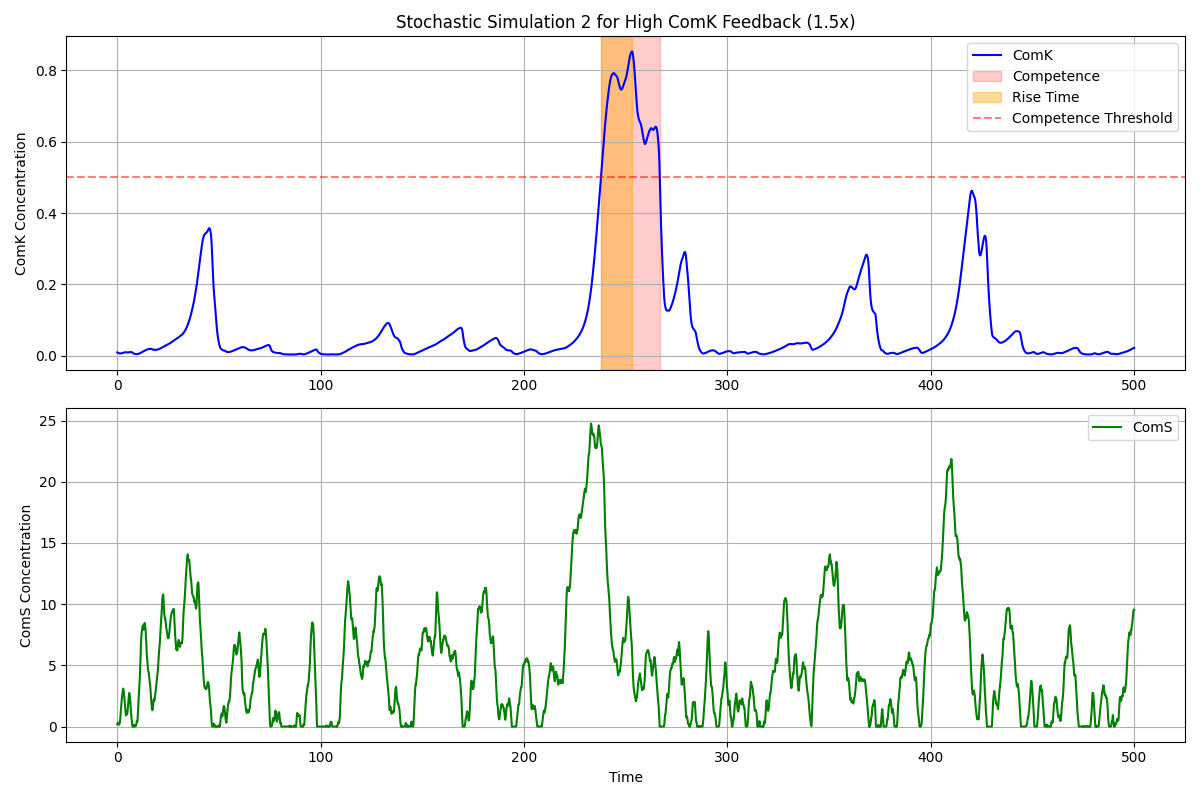 Stochastic Simulation 2 for High ComK Feedback (1.5x)
ComK Concentration
0.8
0.6
0.4
0.2
0.0
ComK
Competence
Rise Time
Competence Threshold
0 100 200 300 400 500
ComS Concentration
25
20
15
10
5
0
ComS
0 100 200 300 400 500
Time